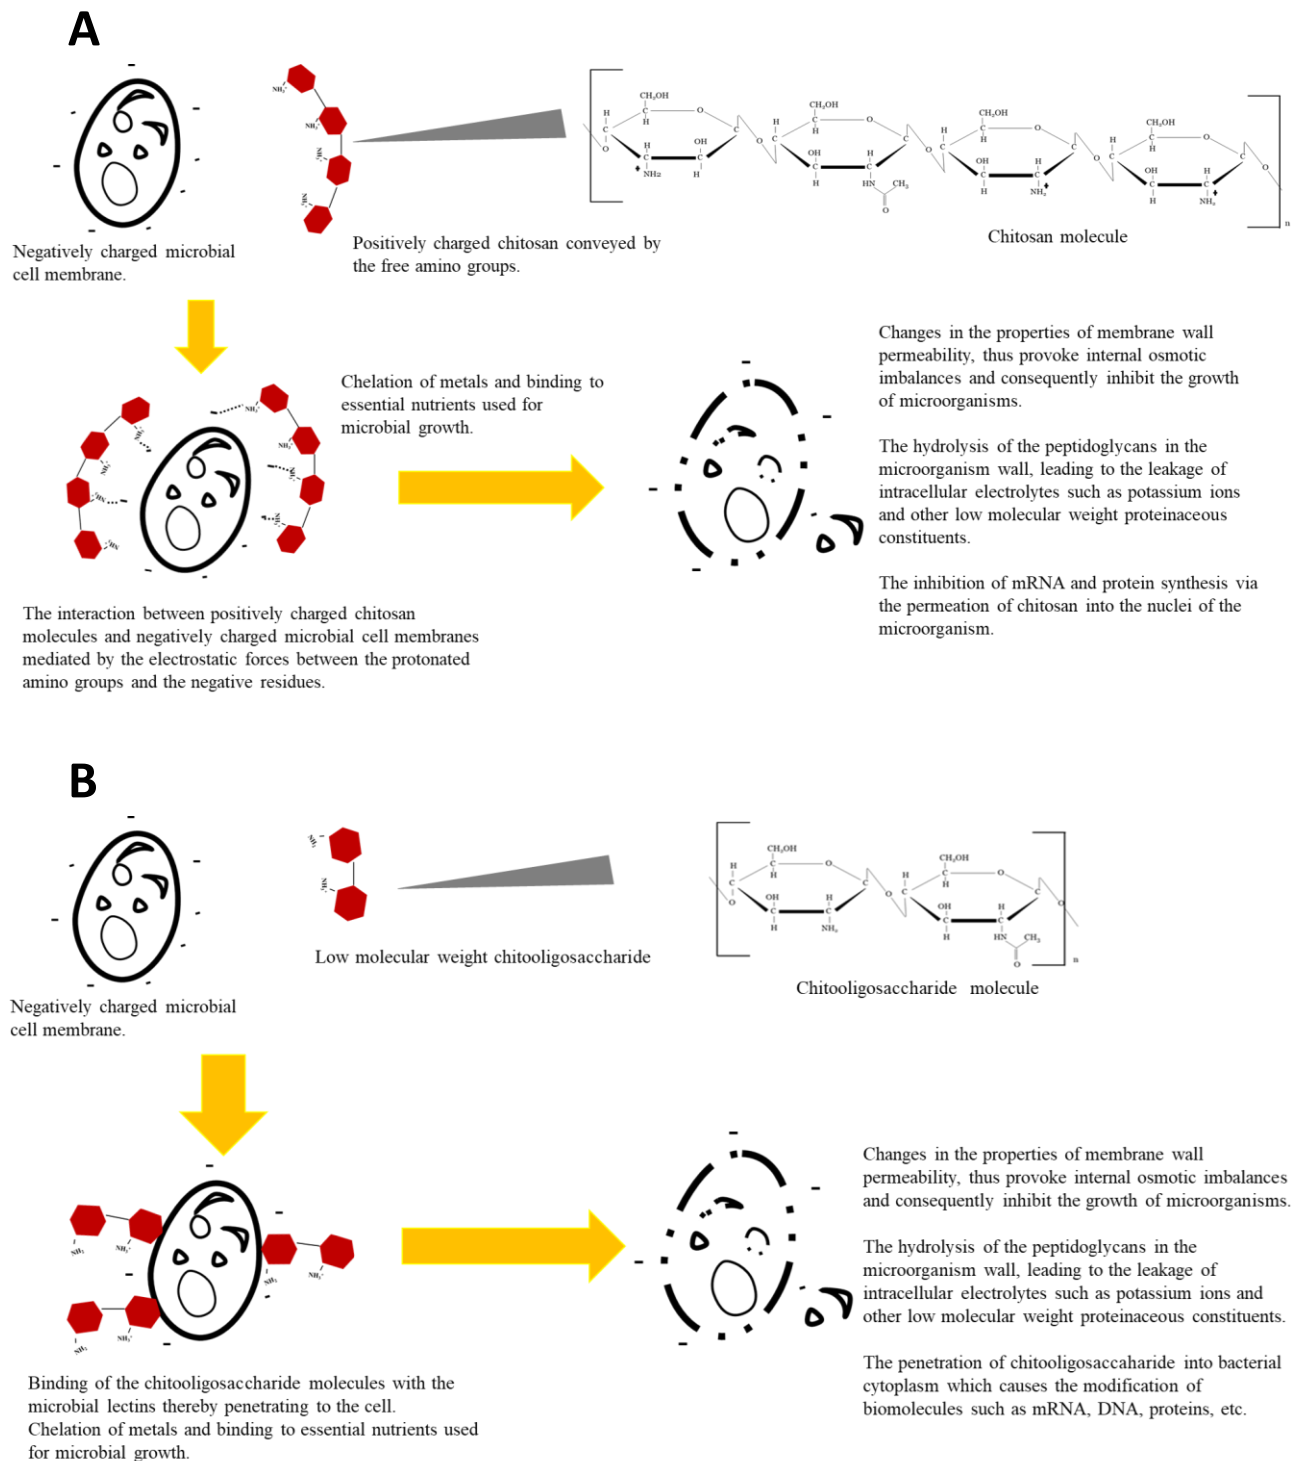 A
Negatively charged microbial
cell membrane.
Positively charged chitosan conveyed by
the free amino groups.
Chitosan molecule
Chelation of metals and binding to
essential nutrients used for
microbial growth.
The interaction between positively charged chitosan
molecules and negatively charged microbial cell membranes
mediated by the electrostatic forces between the protonated
amino groups and the negative residues.
Changes in the properties of membrane wall
permeability, thus provoke internal osmotic
imbalances and consequently inhibit the growth
of microorganisms.
The hydrolysis of the peptidoglycans in the
microorganism wall, leading to the leakage of
intracellular electrolytes such as potassium ions
and other low molecular weight proteinaceous
constituents.
The inhibition of mRNA and protein synthesis via
the permeation of chitosan into the nuclei of the
microorganism.
B
Negatively charged microbial
cell membrane.
Low molecular weight chitooligosaccharide
Chitooligosaccharide molecule
Binding of the chitooligosaccharide molecules with the
microbial lectins thereby penetrating to the cell.
Chelation of metals and binding to essential nutrients used
for microbial growth.
Changes in the properties of membrane wall
permeability, thus provoke internal osmotic imbalances
and consequently inhibit the growth of microorganisms.
The hydrolysis of the peptidoglycans in the
microorganism wall, leading to the leakage of
intracellular electrolytes such as potassium ions and
other low molecular weight proteinaceous constituents.
The penetration of chitooligosaccaharide into bacterial
cytoplasm which causes the modification of
biomolecules such as mRNA, DNA, proteins, etc.